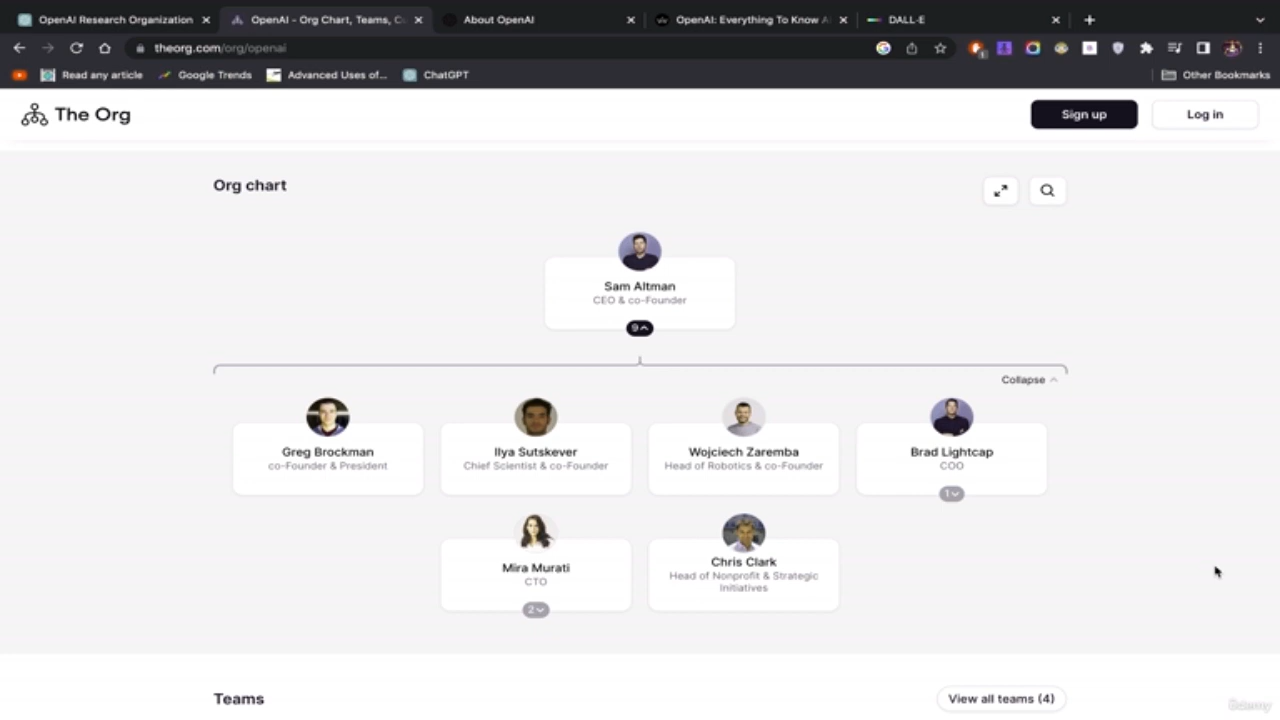 OpenAI Research Organization
OpenAI - Org Chart, Teams, C
About OpenAI
OpenAI: Everything To Know A
DALL·E
theorg.com/org/openai
Read any article
Google Trends
Advanced Uses of...
ChatGPT
Other Bookmarks
The Org
Sign up
Log in
Org chart
Sam Altman
CEO & co-Founder
9
Collapse
Greg Brockman
co-Founder & President
Ilya Sutskever
Chief Scientist & co-Founder
Wojciech Zaremba
Head of Robotics & co-Founder
Brad Lightcap
COO
1
Mira Murati
CTO
2
Chris Clark
Head of Nonprofit & Strategic
Initiatives
Teams
View all teams (4)
Udemy